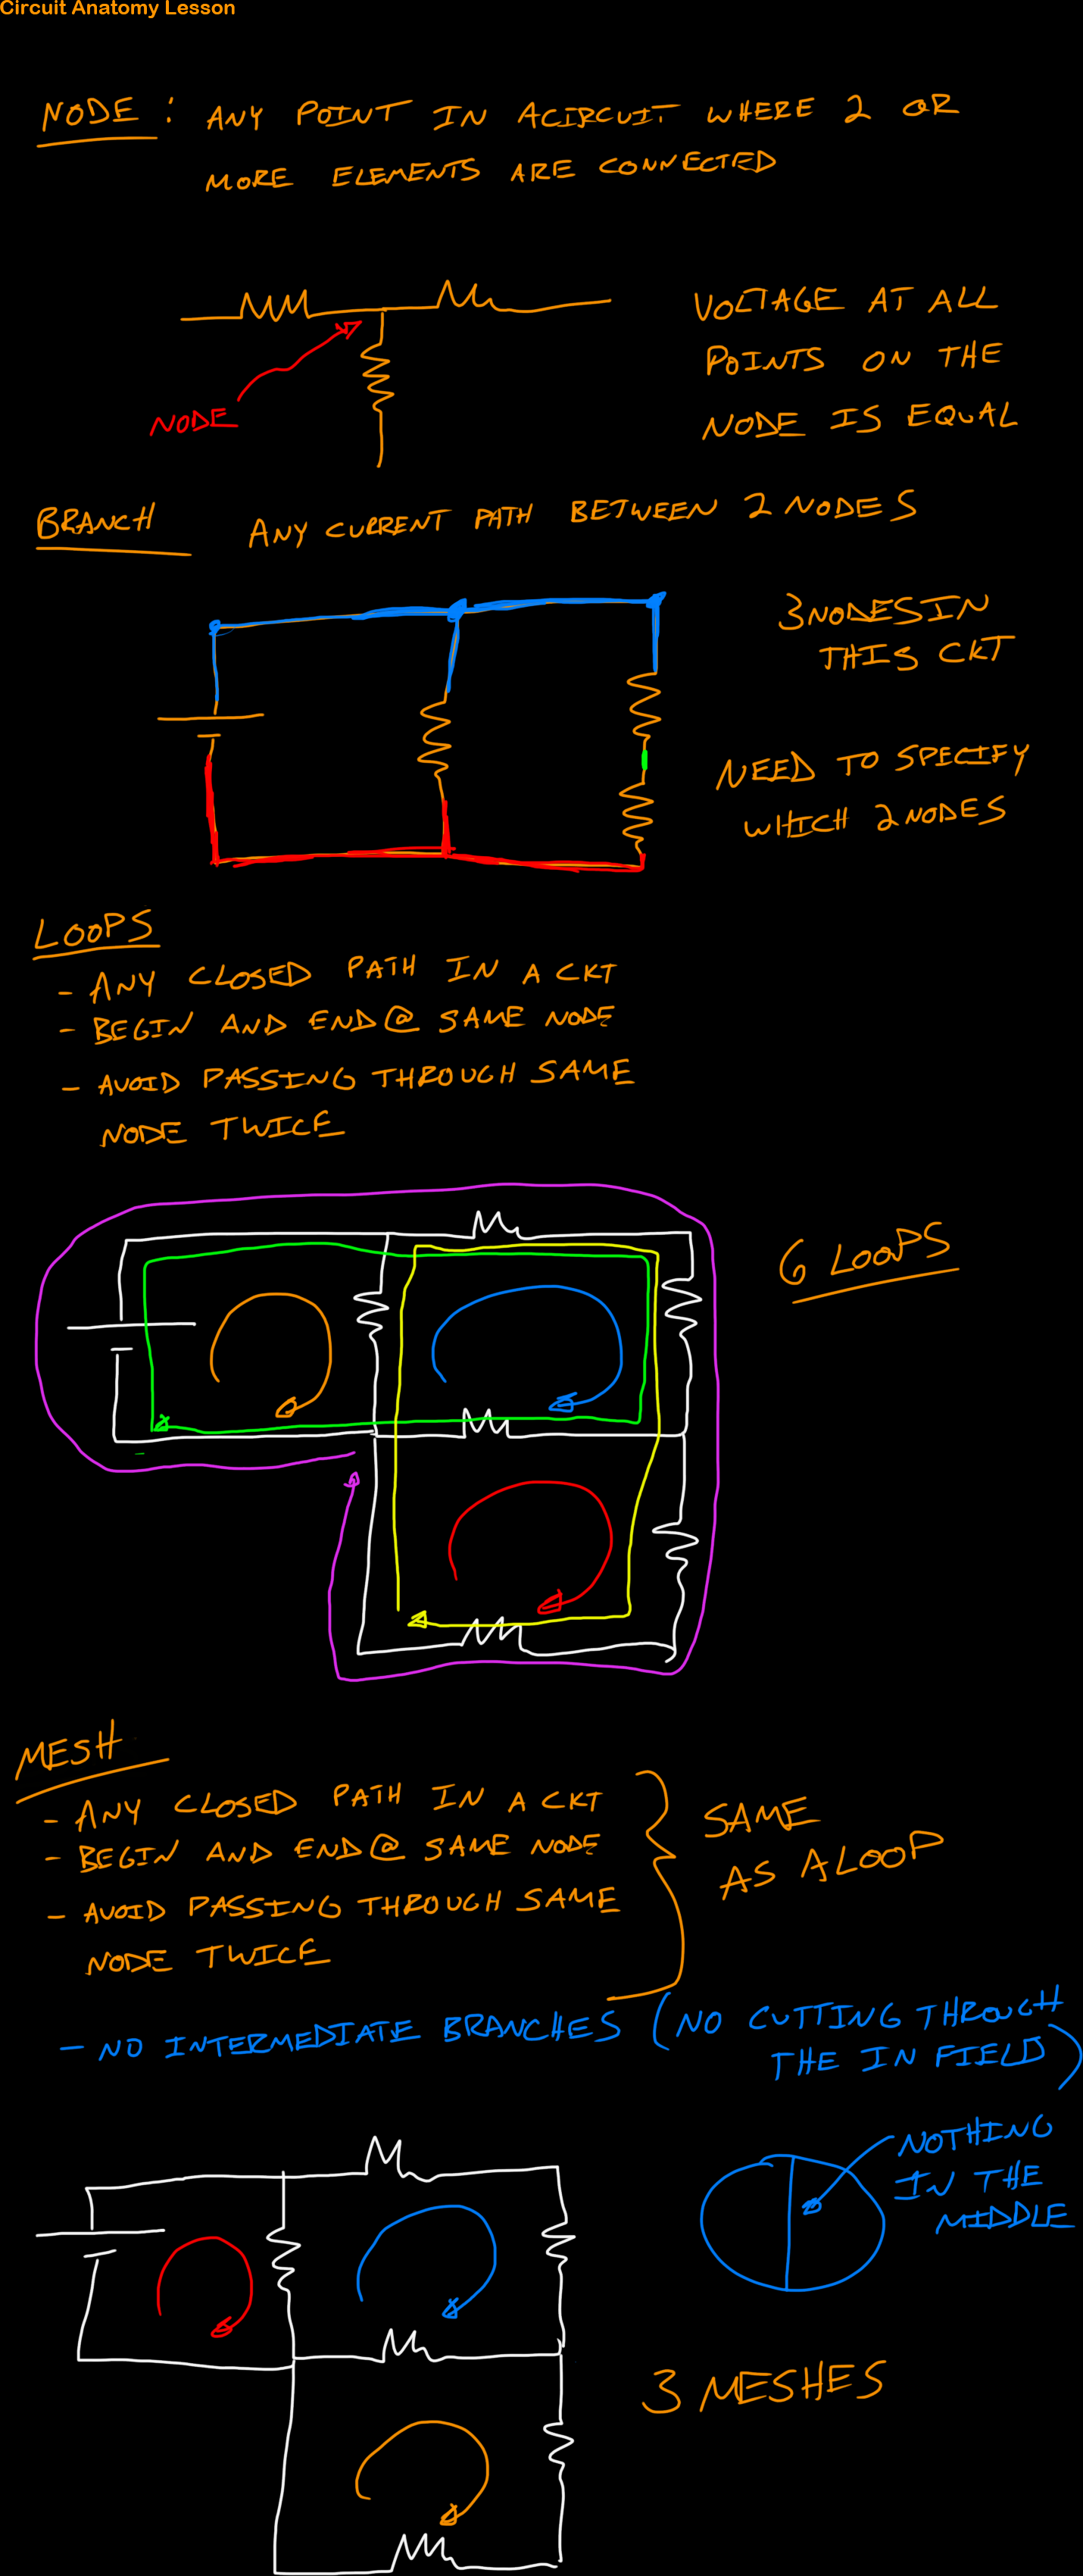 Circuit Anatomy Lesson
NODE : ANY POINT IN A CIRCUIT WHERE 2 OR
MORE ELEMENTS ARE CONNECTED
VOLTAGE AT ALL
POINTS ON THE
NODE IS EQUAL
NODE
BRANCH ANY CURRENT PATH BETWEEN 2 NODES
3 NODES IN
THIS CKT
NEED TO SPECIFY
WHICH 2 NODES
LOOPS
- ANY CLOSED PATH IN A CKT
- BEGIN AND END @ SAME NODE
- AVOID PASSING THROUGH SAME
NODE TWICE
6 LOOPS
MESH
- ANY CLOSED PATH IN A CKT
- BEGIN AND END @ SAME NODE
- AVOID PASSING THROUGH SAME
NODE TWICE
SAME
AS A LOOP
- NO INTERMEDIATE BRANCHES (NO CUTTING THROUGH
THE IN FIELD)
NOTHING
IN THE
MIDDLE
3 MESHES